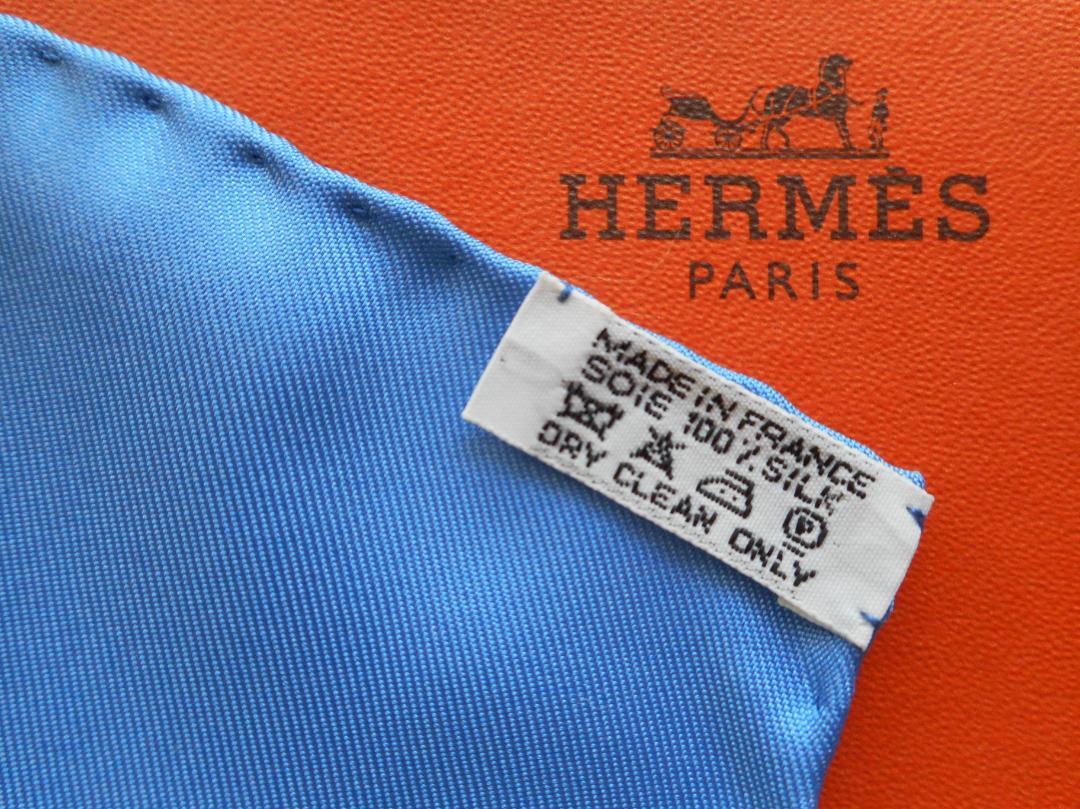 HERMÈS
PARIS
MADE IN FRANCE
SOIE 100% SILK
P
DRY CLEAN ONLY